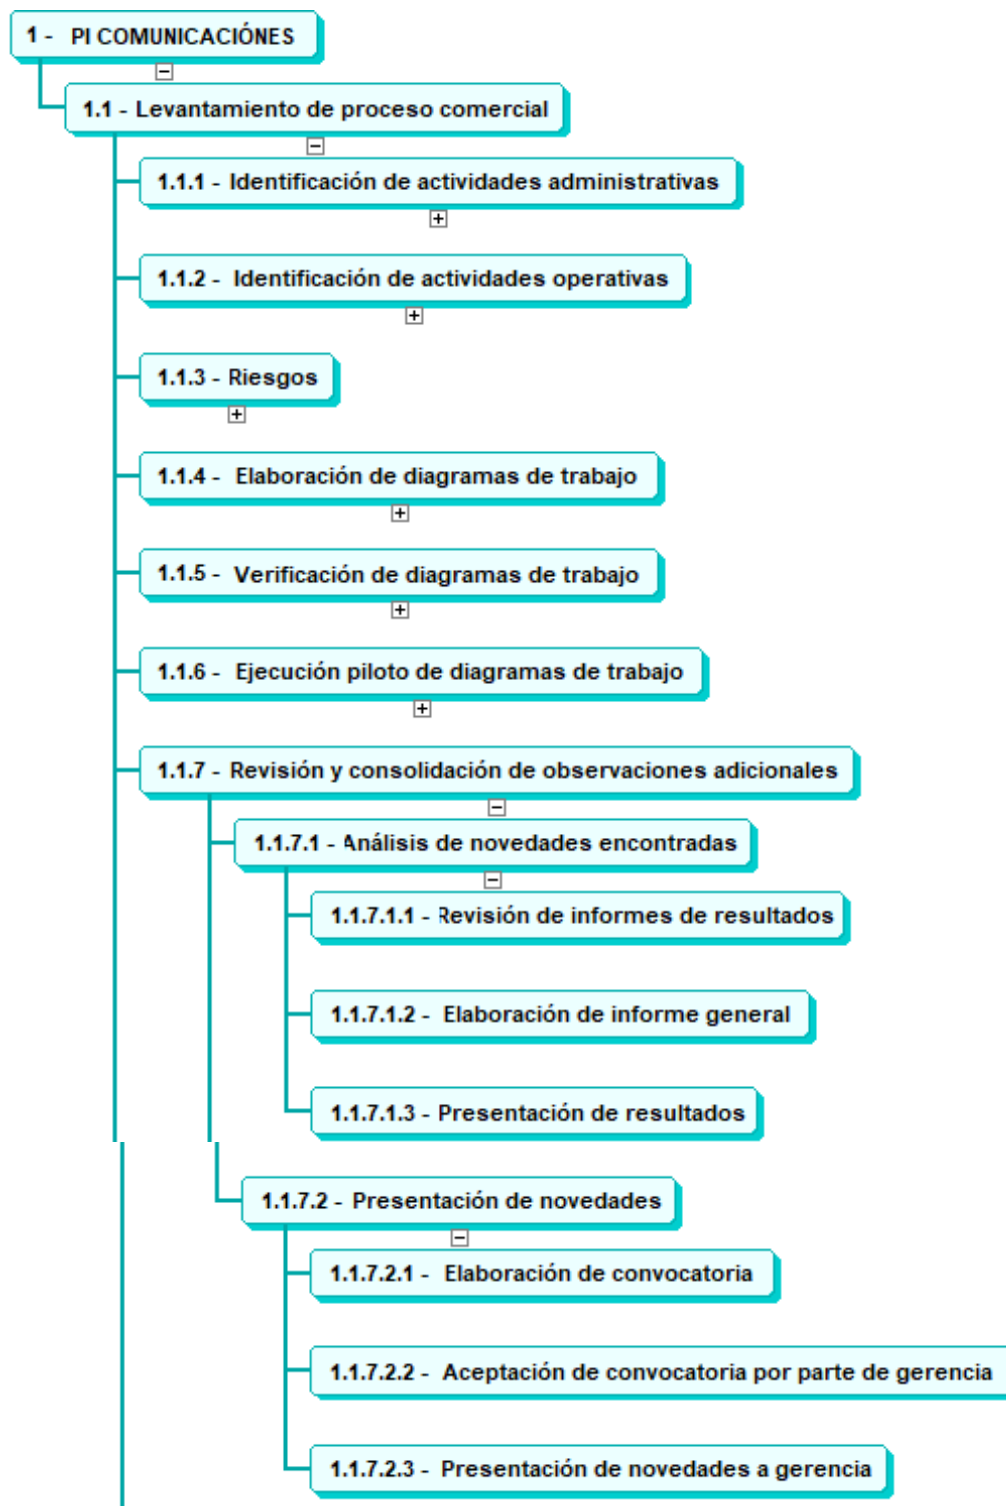 1 - PI COMUNICACIÓNES
1.1 - Levantamiento de proceso comercial
1.1.1 - Identificación de actividades administrativas
1.1.2 - Identificación de actividades operativas
1.1.3 - Riesgos
1.1.4 - Elaboración de diagramas de trabajo
1.1.5 - Verificación de diagramas de trabajo
1.1.6 - Ejecución piloto de diagramas de trabajo
1.1.7 - Revisión y consolidación de observaciones adicionales
1.1.7.1 - Análisis de novedades encontradas
1.1.7.1.1 - Revisión de informes de resultados
1.1.7.1.2 - Elaboración de informe general
1.1.7.1.3 - Presentación de resultados
1.1.7.2 - Presentación de novedades
1.1.7.2.1 - Elaboración de convocatoria
1.1.7.2.2 - Aceptación de convocatoria por parte de gerencia
1.1.7.2.3 - Presentación de novedades a gerencia